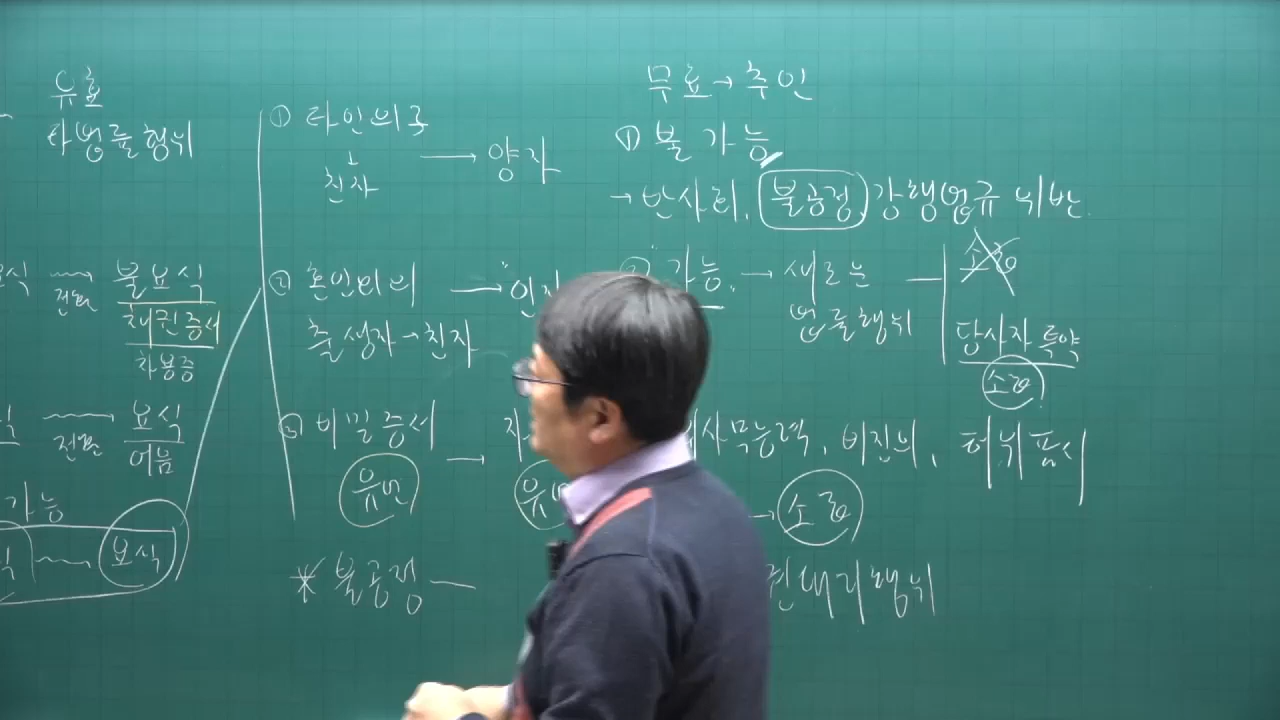 유효
타법률행위
불요식
전환
채권증서
차용증
요식
전환
어음
가능
요식
① 타인의 子
↓
친자
→ 양자
② 혼인외의
출생자→친자
→ "인지
③ 비밀증서
유언
→ 자
유언
* 불공정 —
무효→추인
① 불가능
→ 반사회, 불공정, 강행법규 위반
② 가능. → 새로운
법률행위
소급
당사자 특약
소급
의사무능력, 비진의, 허위표시
→ 소급
권대리행위